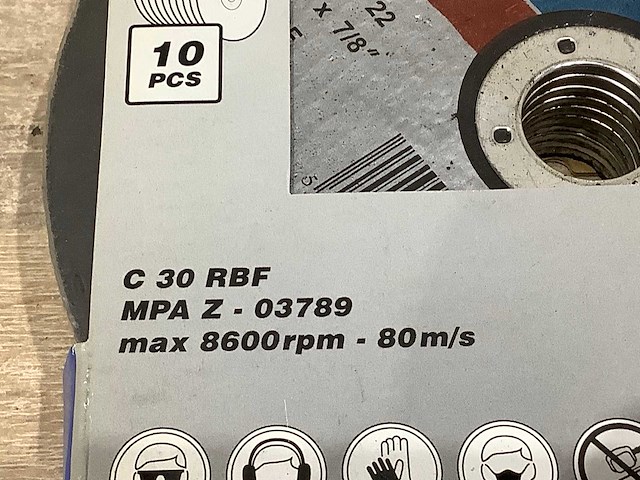 10
PCS
22
x 7/8"
C 30 RBF
MPA Z - 03789
max 8600rpm - 80m/s